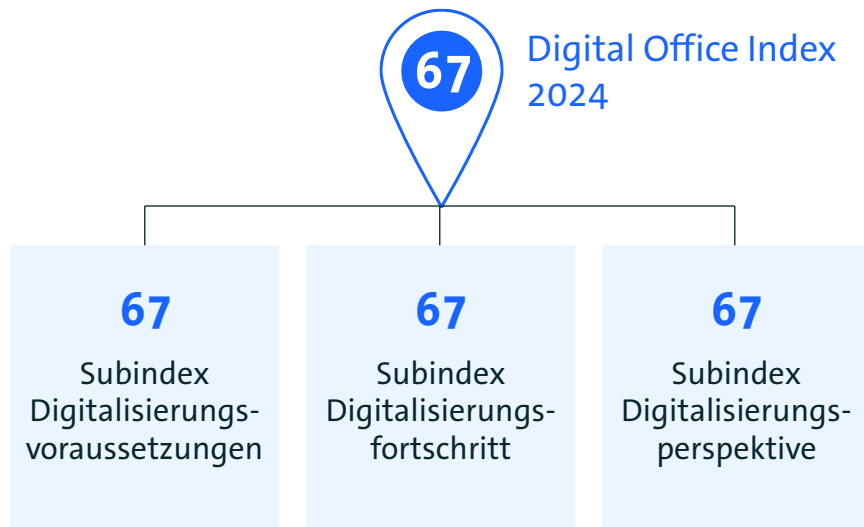 67
Digital Office Index
2024
67
Subindex
Digitalisierungs-
voraussetzungen
67
Subindex
Digitalisierungs-
fortschritt
67
Subindex
Digitalisierungs-
perspektive